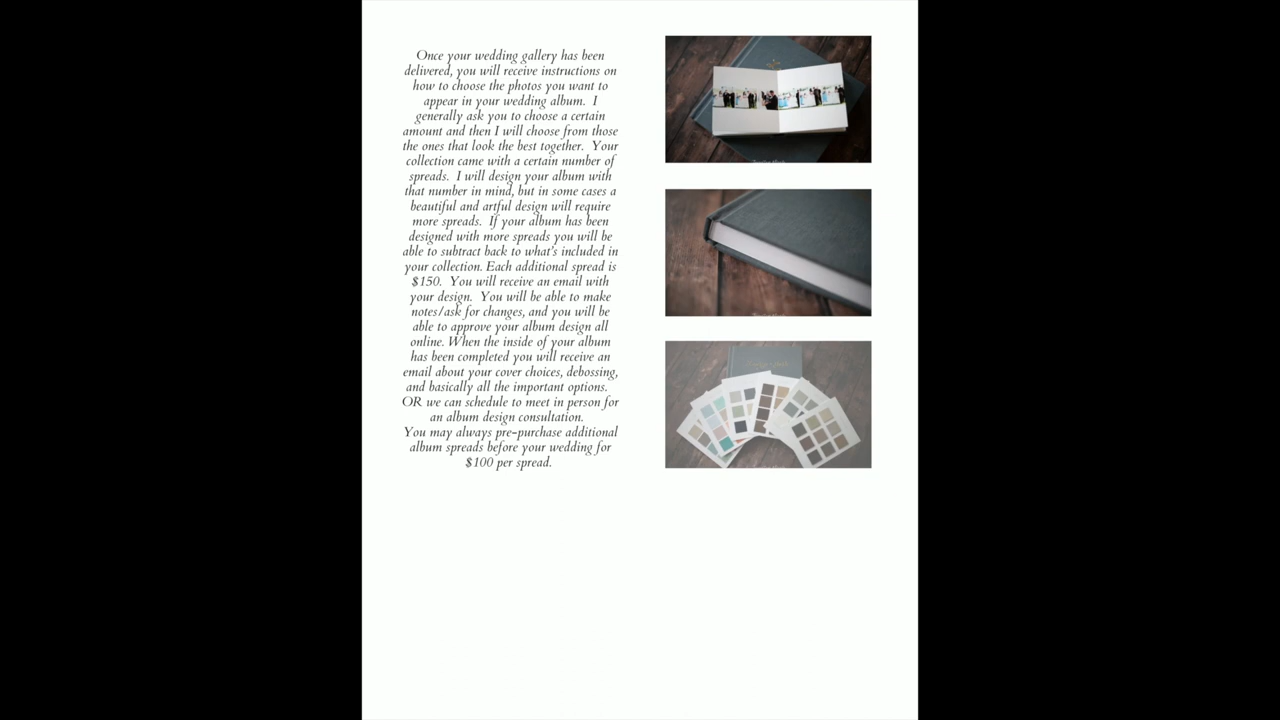 Once your wedding gallery has been
delivered, you will receive instructions on
how to choose the photos you want to
appear in your wedding album.  I
generally ask you to choose a certain
amount and then I will choose from those
the ones that look the best together.  Your
collection came with a certain number of
spreads.  I will design your album with
that number in mind, but in some cases a
beautiful and artful design will require
more spreads.  If your album has been
designed with more spreads you will be
able to subtract back to what's included in
your collection. Each additional spread is
$150.  You will receive an email with
your design.  You will be able to make
notes/ask for changes, and you will be
able to approve your album design all
online. When the inside of your album
has been completed you will receive an
email about your cover choices, debossing,
and basically all the important options.
OR we can schedule to meet in person for
an album design consultation.
You may always pre-purchase additional
album spreads before your wedding for
$100 per spread.